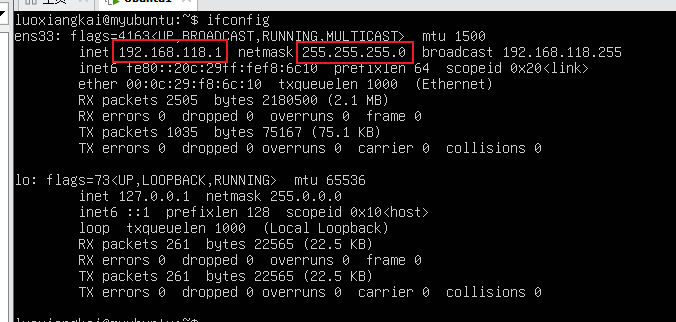 luoxiangkai@myubuntu:~$ ifconfig
ens33: flags=4163<UP,BROADCAST,RUNNING,MULTICAST>  mtu 1500
inet 192.168.118.1  netmask 255.255.255.0  broadcast 192.168.118.255
inet6 fe80::20c:29ff:fef8:6c10  prefixlen 64  scopeid 0x20<link>
ether 00:0c:29:f8:6c:10  txqueuelen 1000  (Ethernet)
RX packets 2505  bytes 2180500 (2.1 MB)
RX errors 0  dropped 0  overruns 0  frame 0
TX packets 1035  bytes 75167 (75.1 KB)
TX errors 0  dropped 0 overruns 0  carrier 0  collisions 0
lo: flags=73<UP,LOOPBACK,RUNNING>  mtu 65536
inet 127.0.0.1  netmask 255.0.0.0
inet6 ::1  prefixlen 128  scopeid 0x10<host>
loop  txqueuelen 1000  (Local Loopback)
RX packets 261  bytes 22565 (22.5 KB)
RX errors 0  dropped 0  overruns 0  frame 0
TX packets 261  bytes 22565 (22.5 KB)
TX errors 0  dropped 0 overruns 0  carrier 0  collisions 0
luoxiangkai@myubuntu:~$